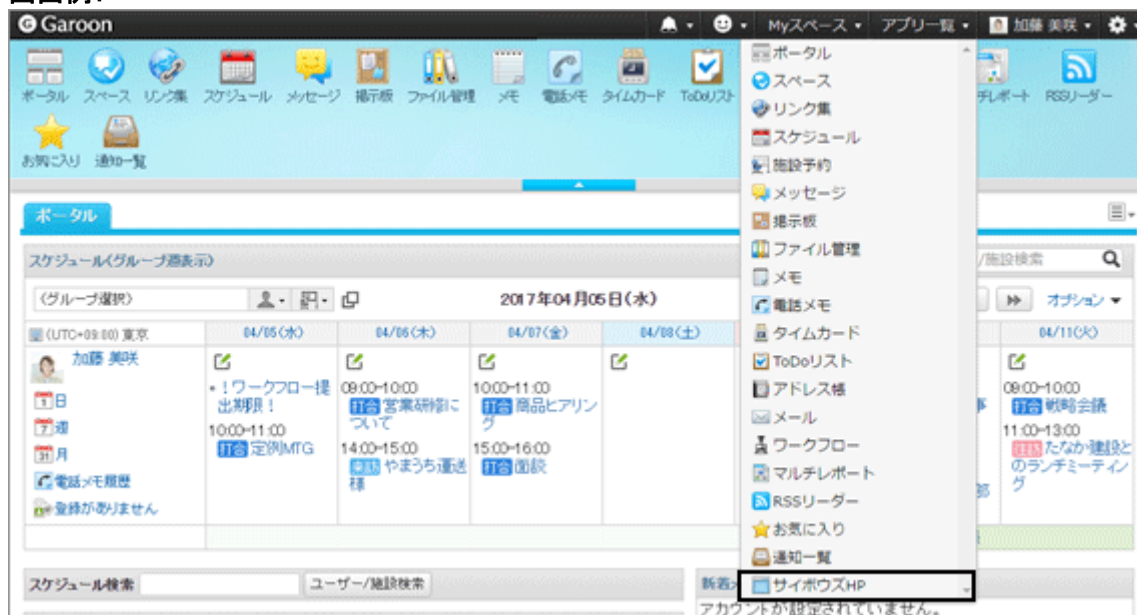 Garoon
Myスペース
アプリ一覧
加藤 美咲
ポータル スペース リンク集 スケジュール メッセージ 掲示板 ファイル管理 メモ 電話メモ タイムカード ToDoリスト
チレポート RSSリーダー
お気に入り 通知一覧
ポータル
スペース
リンク集
スケジュール
施設予約
メッセージ
掲示板
ファイル管理
メモ
電話メモ
タイムカード
ToDoリスト
アドレス帳
メール
ワークフロー
マルチレポート
RSSリーダー
お気に入り
通知一覧
サイボウズHP
ポータル
スケジュール(グループ週表示)
/施設検索
(グループ選択)
2017年04月05日(水)
オプション
(UTC+09:00) 東京
04/05(水)
04/06(木)
04/07(金)
04/08(土)
04/11(火)
加藤 美咲
日
週
月
電話メモ履歴
登録がありません
!ワークフロー提出期限!
10:00-11:00
打合 定例MTG
09:00-10:00
打合 営業研修について
14:00-15:00
来訪 やまうち運送様
10:00-11:00
打合 商品ヒアリング
15:00-16:00
打合 面談
09:00-10:00
打合 戦略会議
11:00-13:00
たなか建設とのランチミーティング
スケジュール検索
ユーザー/施設検索
新着
アカウントが設定されていません。